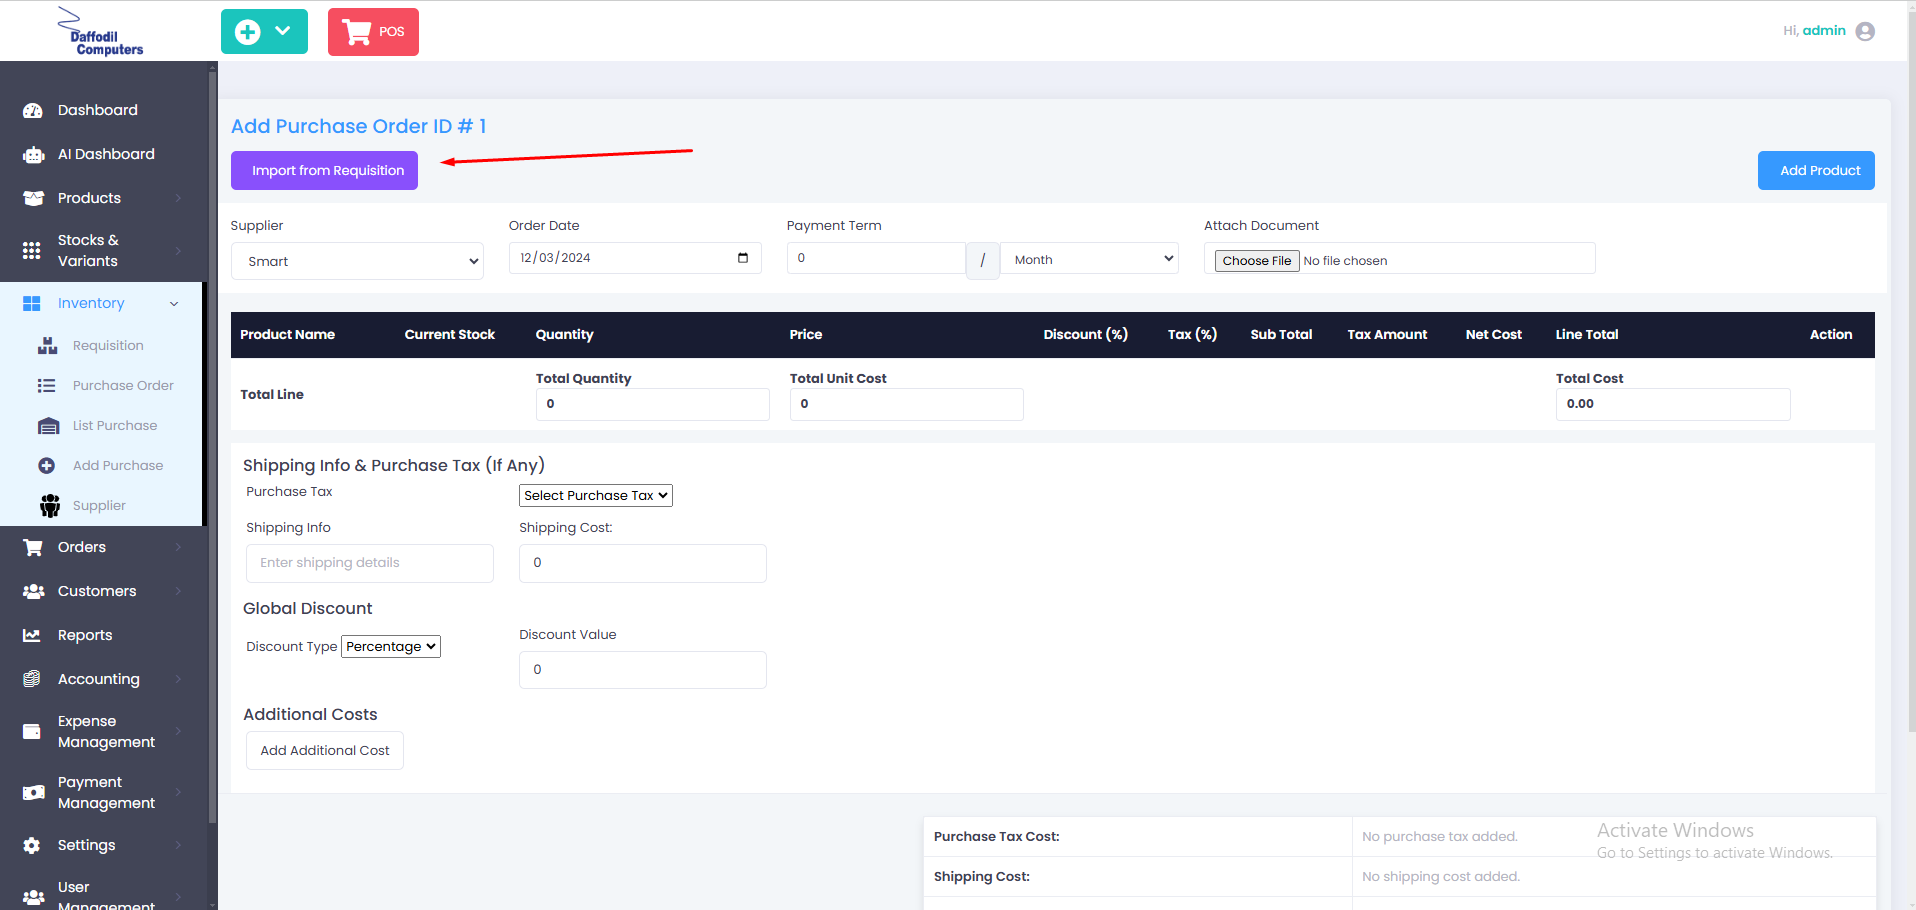 Daffodil
Computers
POS
Hi, admin
Dashboard
AI Dashboard
Products
Stocks &
Variants
Inventory
Requisition
Purchase Order
List Purchase
Add Purchase
Supplier
Orders
Customers
Reports
Accounting
Expense
Management
Payment
Management
Settings
User
Management
Add Purchase Order ID # 1
Import from Requisition
Add Product
Supplier
Order Date
Payment Term
Attach Document
Smart
12/03/2024
0
/
Month
Choose File No file chosen
Product Name Current Stock Quantity Price Discount (%) Tax (%) Sub Total Tax Amount Net Cost Line Total Action
Total Line
Total Quantity
0
Total Unit Cost
0
Total Cost
0.00
Shipping Info & Purchase Tax (If Any)
Purchase Tax
Select Purchase Tax
Shipping Info
Shipping Cost:
Enter shipping details
0
Global Discount
Discount Type Percentage
Discount Value
0
Additional Costs
Add Additional Cost
Purchase Tax Cost: No purchase tax added.
Shipping Cost: No shipping cost added.
Activate Windows
Go to Settings to activate Windows.